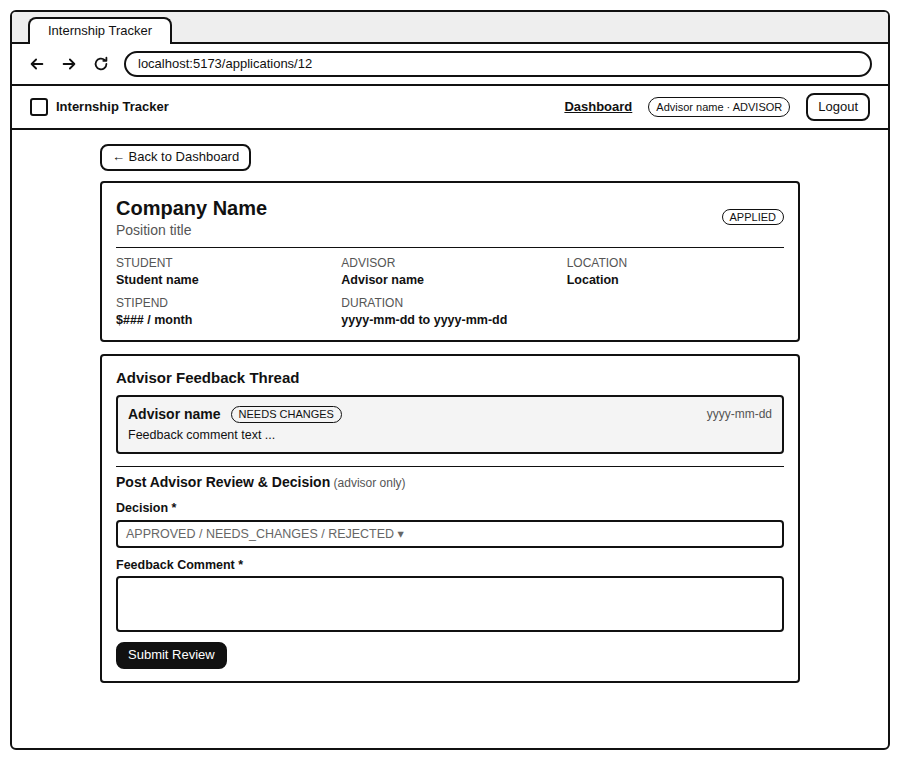 Internship Tracker
localhost:5173/applications/12
Internship Tracker
Dashboard
Advisor name · ADVISOR
Logout
← Back to Dashboard
Company Name
Position title
APPLIED
STUDENT
Student name
ADVISOR
Advisor name
LOCATION
Location
STIPEND
$### / month
DURATION
yyyy-mm-dd to yyyy-mm-dd
Advisor Feedback Thread
Advisor name
NEEDS CHANGES
yyyy-mm-dd
Feedback comment text ...
Post Advisor Review & Decision (advisor only)
Decision *
APPROVED / NEEDS_CHANGES / REJECTED ▾
Feedback Comment *
Submit Review